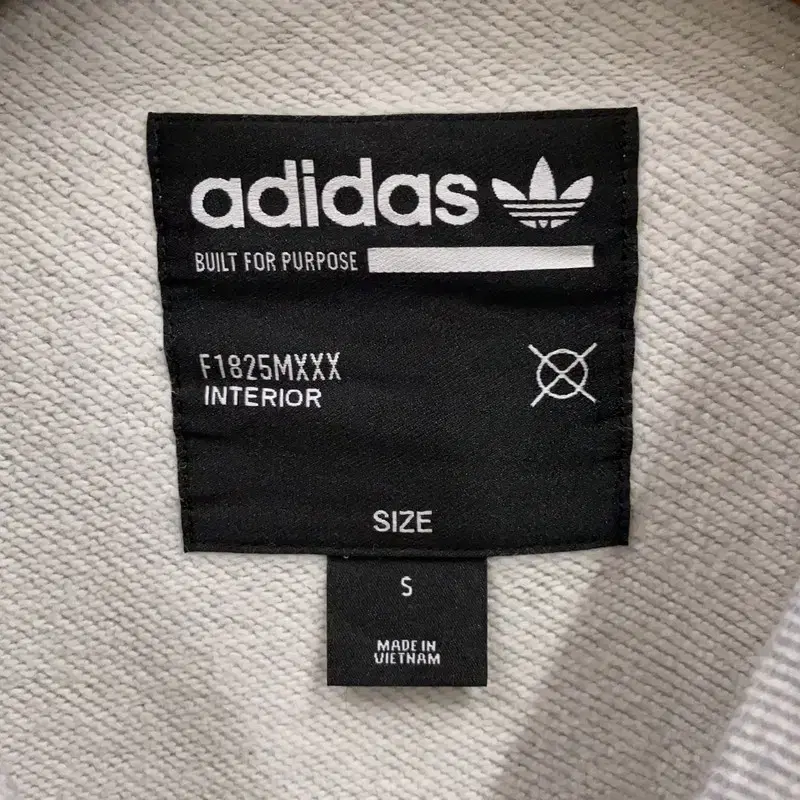 adidas
BUILT FOR PURPOSE
F1825MXXX
INTERIOR
SIZE
S
MADE IN
VIETNAM